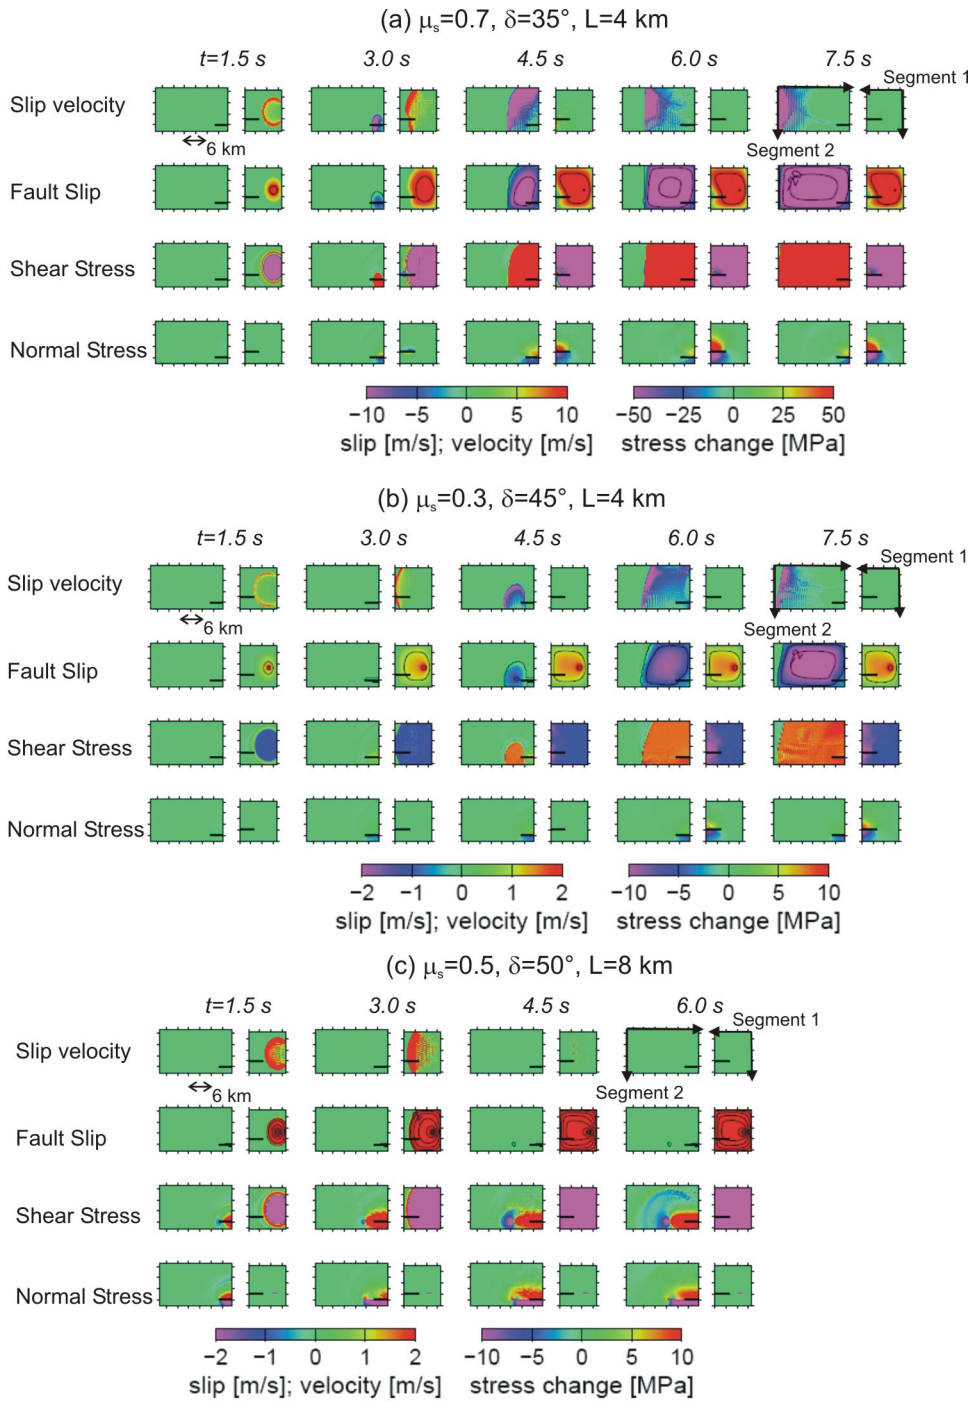 (a) μₛ=0.7, δ=35°, L=4 km
t=1.5 s 3.0 s 4.5 s 6.0 s 7.5 s
Slip velocity
Segment 1
6 km
Segment 2
Fault Slip
Shear Stress
Normal Stress
−10 −5 0 5 10
slip [m/s]; velocity [m/s]
−50 −25 0 25 50
stress change [MPa]
(b) μₛ=0.3, δ=45°, L=4 km
t=1.5 s 3.0 s 4.5 s 6.0 s 7.5 s
Slip velocity
Segment 1
6 km
Segment 2
Fault Slip
Shear Stress
Normal Stress
−2 −1 0 1 2
slip [m/s]; velocity [m/s]
−10 −5 0 5 10
stress change [MPa]
(c) μₛ=0.5, δ=50°, L=8 km
t=1.5 s 3.0 s 4.5 s 6.0 s
Slip velocity
Segment 1
6 km
Segment 2
Fault Slip
Shear Stress
Normal Stress
−2 −1 0 1 2
slip [m/s]; velocity [m/s]
−10 −5 0 5 10
stress change [MPa]